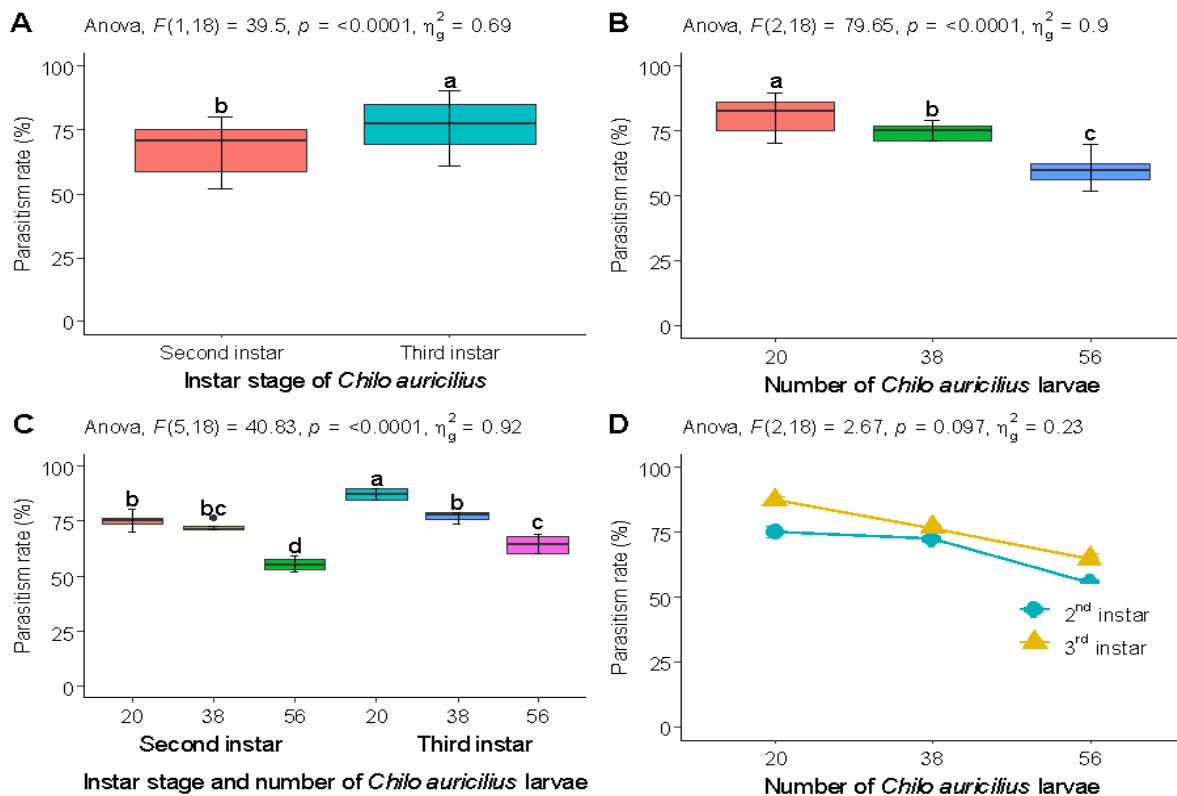 A
Anova, F(1,18) = 39.5, p = <0.0001, η²g = 0.69
Parasitism rate (%)
100
75
50
25
0
b
a
Second instar Third instar
Instar stage of Chilo auricilius
B
Anova, F(2,18) = 79.65, p = <0.0001, η²g = 0.9
Parasitism rate (%)
100
75
50
25
0
a
b
c
20 38 56
Number of Chilo auricilius larvae
C
Anova, F(5,18) = 40.83, p = <0.0001, η²g = 0.92
Parasitism rate (%)
100
75
50
25
0
b
bc
d
a
b
c
20 38 56 20 38 56
Second instar Third instar
Instar stage and number of Chilo auricilius larvae
D
Anova, F(2,18) = 2.67, p = 0.097, η²g = 0.23
Parasitism rate (%)
100
75
50
25
0
2nd instar
3rd instar
20 38 56
Number of Chilo auricilius larvae